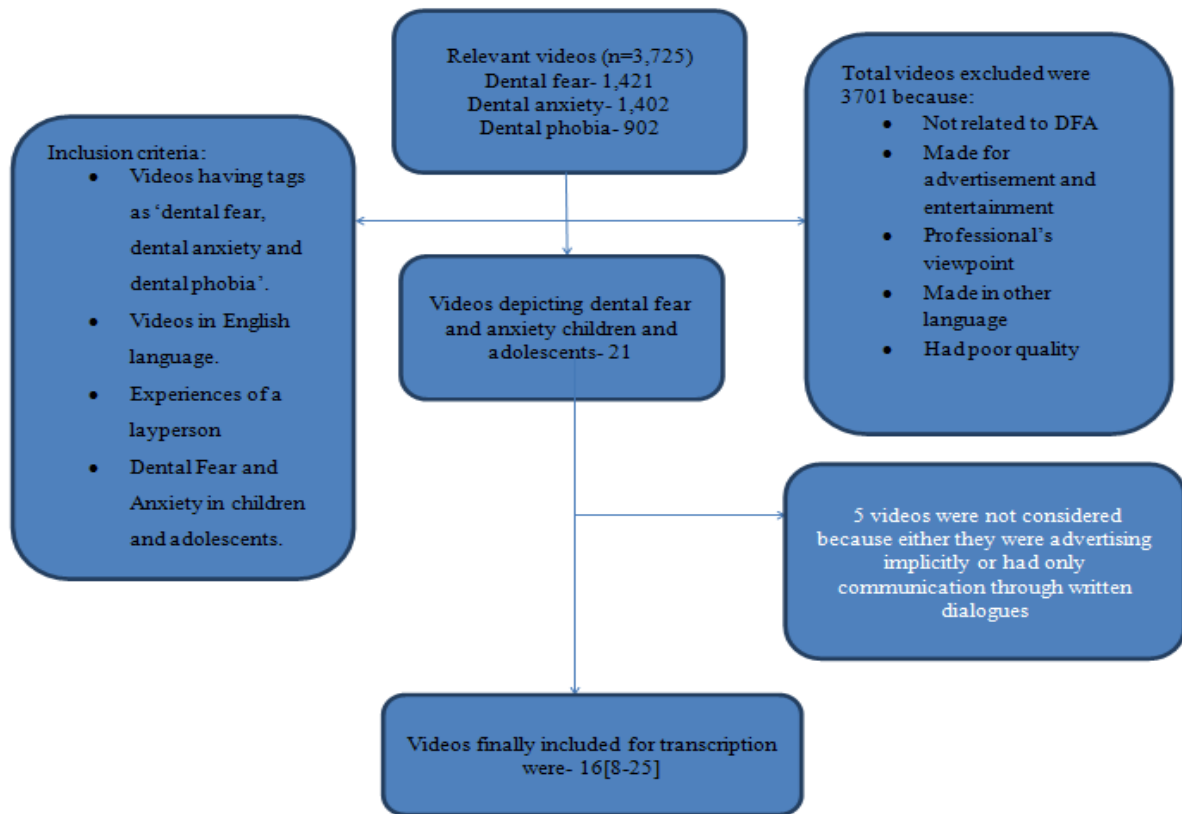 Relevant videos (n=3,725)
Dental fear- 1,421
Dental anxiety- 1,402
Dental phobia- 902
Inclusion criteria:
• Videos having tags
as ‘dental fear,
dental anxiety and
dental phobia’.
• Videos in English
language.
• Experiences of a
layperson
• Dental Fear and
Anxiety in children
and adolescents.
Total videos excluded were
3701 because:
• Not related to DFA
• Made for
advertisement and
entertainment
• Professional’s
viewpoint
• Made in other
language
• Had poor quality
Videos depicting dental fear
and anxiety children and
adolescents- 21
5 videos were not considered
because either they were advertising
implicitly or had only
communication through written
dialogues
Videos finally included for transcription
were- 16[8-25]